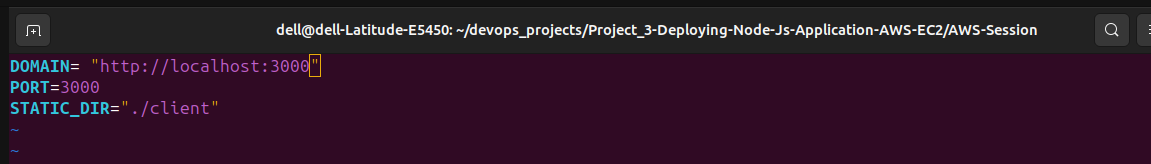 dell@dell-Latitude-E5450: ~/devops_projects/Project_3-Deploying-Node-Js-Application-AWS-EC2/AWS-Session
DOMAIN= "http://localhost:3000"
PORT=3000
STATIC_DIR="./client"
~
~